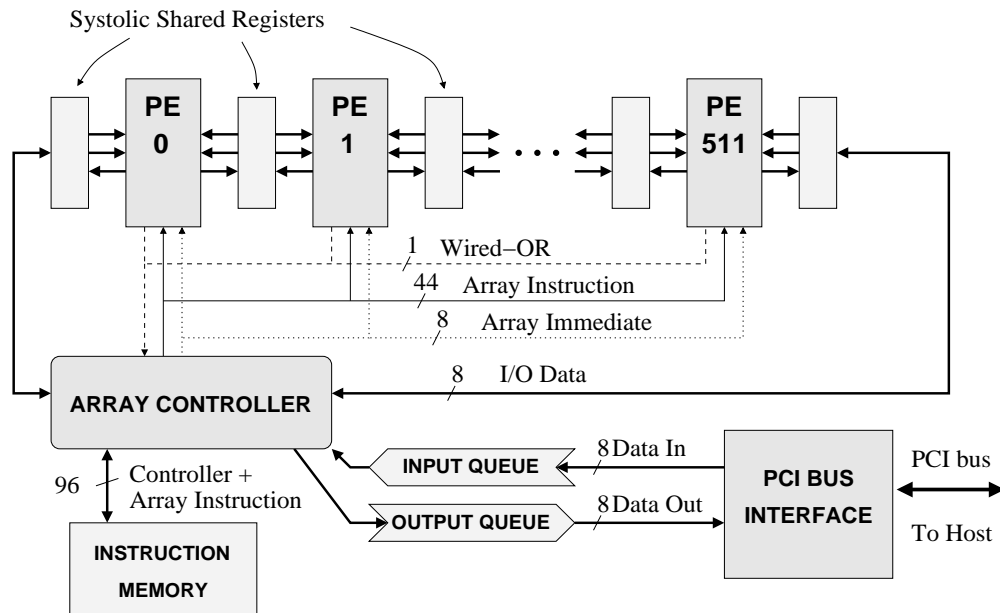 Systolic Shared Registers
PE
0
PE
1
PE
511
. . .
1 Wired−OR
44 Array Instruction
8 Array Immediate
8 I/O Data
ARRAY CONTROLLER
INPUT QUEUE
8 Data In
OUTPUT QUEUE
8 Data Out
PCI BUS
INTERFACE
PCI bus
To Host
96
Controller +
Array Instruction
INSTRUCTION
MEMORY